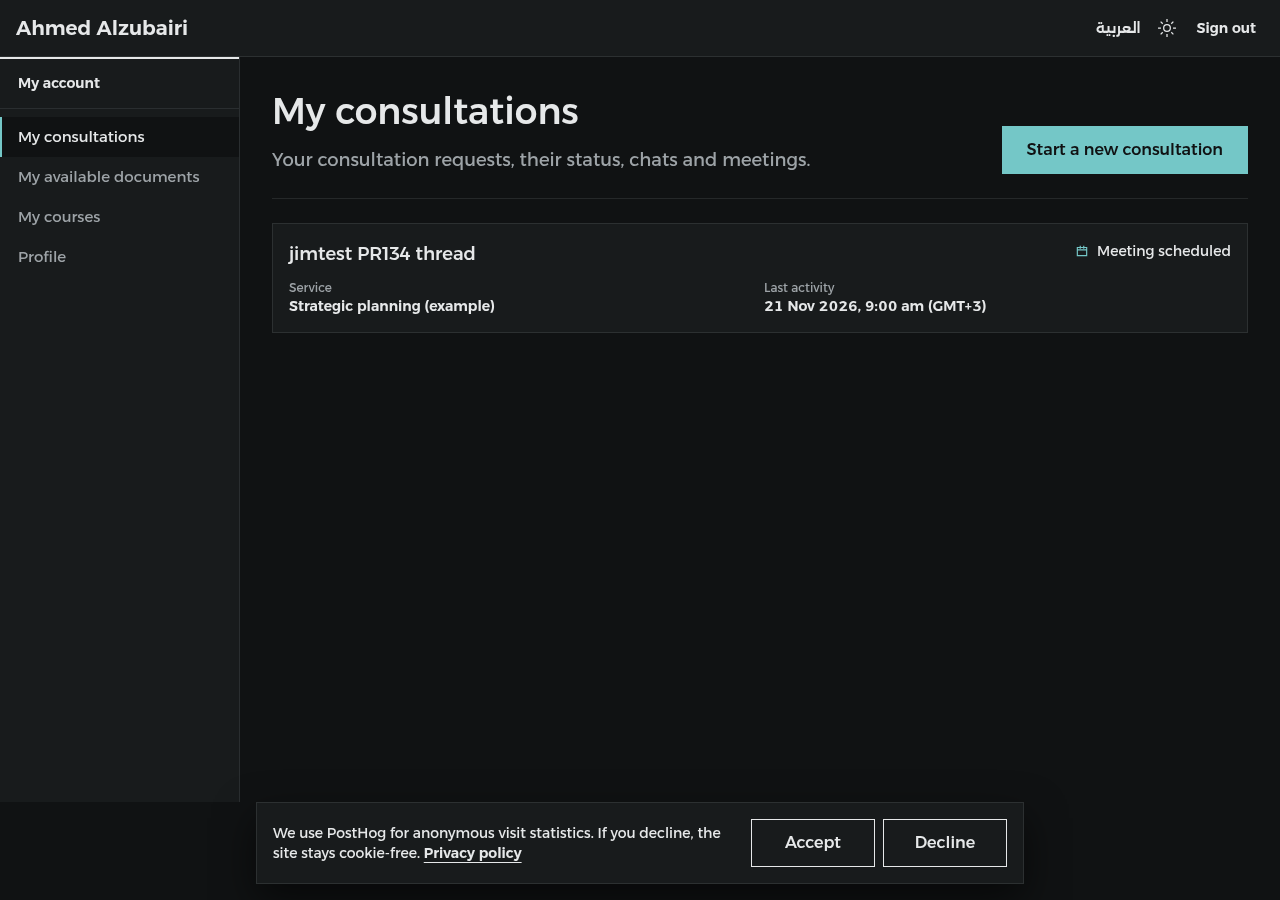 Ahmed Alzubairi
العربية
Sign out
My account
My consultations
My available documents
My courses
Profile
My consultations
Your consultation requests, their status, chats and meetings.
Start a new consultation
jimtest PR134 thread
Meeting scheduled
Service
Strategic planning (example)
Last activity
21 Nov 2026, 9:00 am (GMT+3)
We use PostHog for anonymous visit statistics. If you decline, the
site stays cookie-free. Privacy policy
Accept
Decline